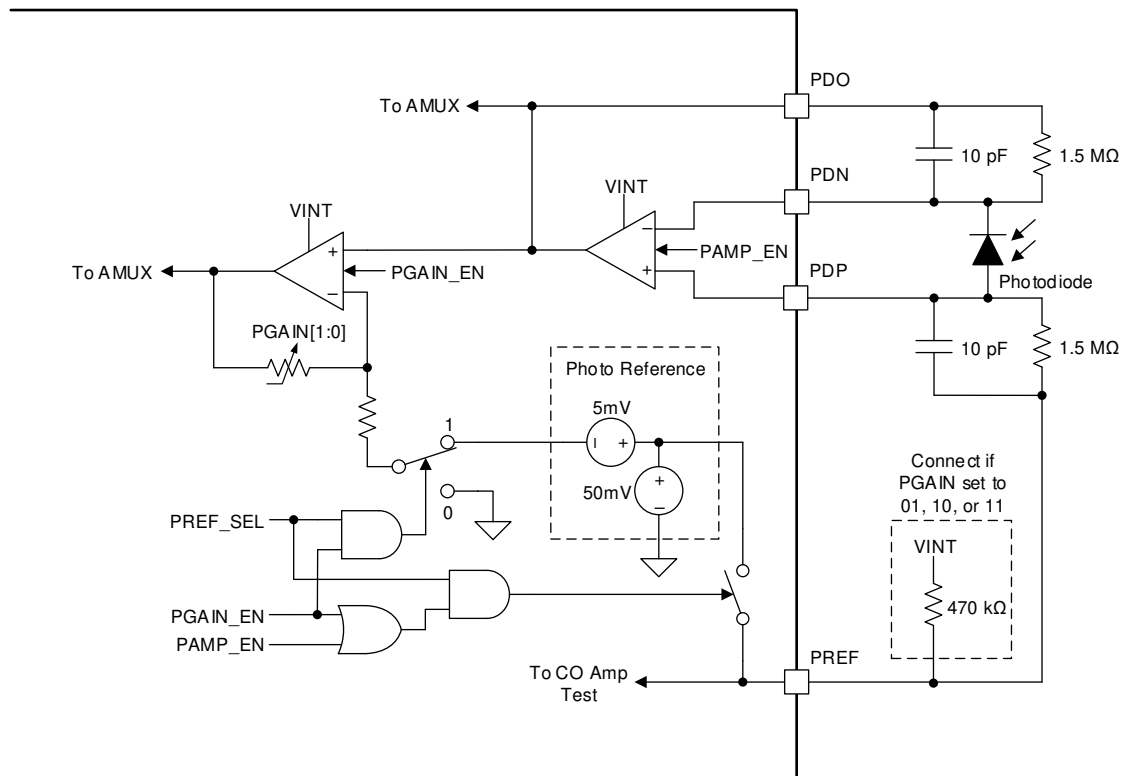 PDO
To AMUX
10 pF
1.5 MΩ
PDN
VINT
VINT
−
+
PAMP_EN
+
−
PGAIN_EN
To AMUX
PDP
Photodiode
PGAIN[1:0]
10 pF
1.5 MΩ
Photo Reference
5mV
− +
1
50mV
+
−
0
Connect if
PGAIN set to
01, 10, or 11
VINT
470 kΩ
PREF_SEL
PGAIN_EN
PAMP_EN
PREF
To CO Amp
Test